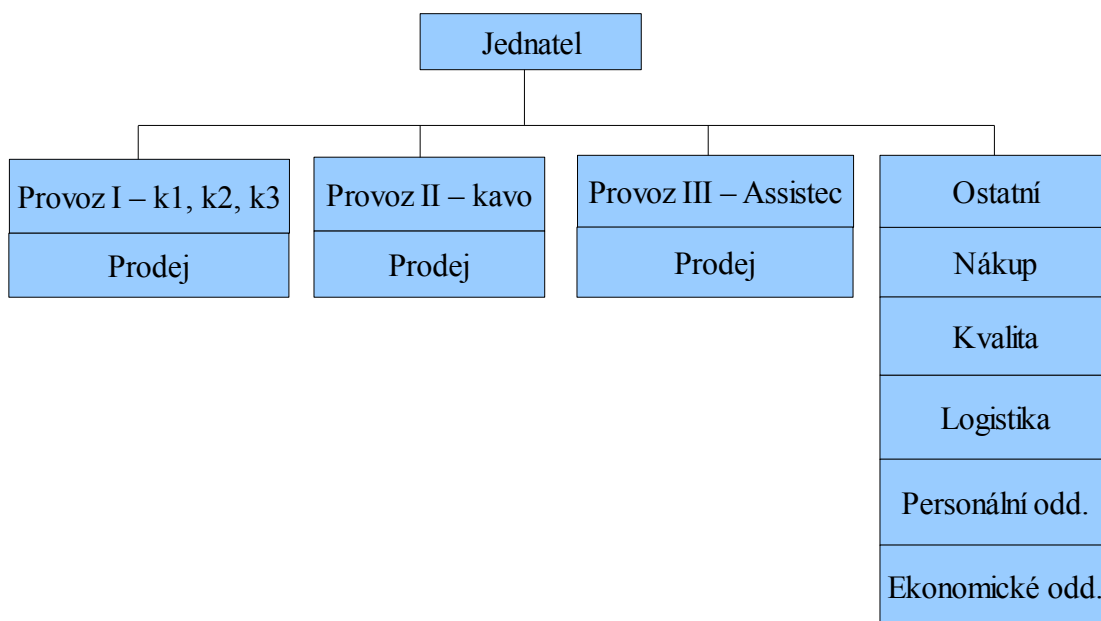 Jednatel
Provoz I – k1, k2, k3
Prodej
Provoz II – kavo
Prodej
Provoz III – Assistec
Prodej
Ostatní
Nákup
Kvalita
Logistika
Personální odd.
Ekonomické odd.